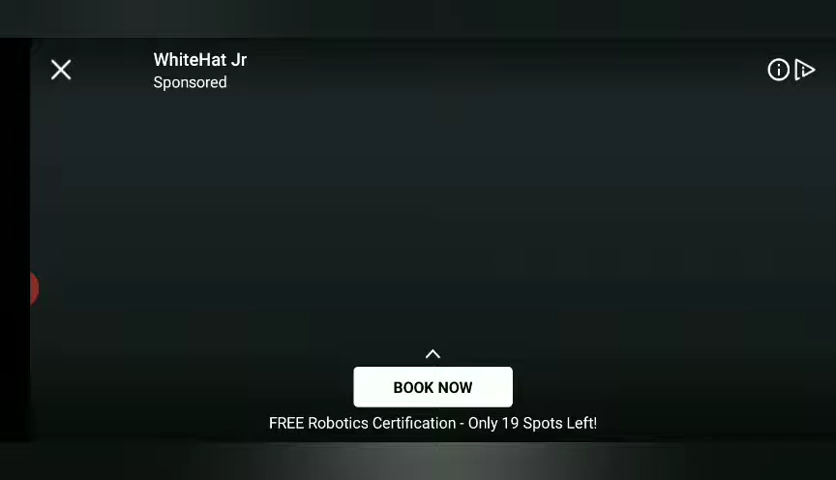 WhiteHat Jr
Sponsored
BOOK NOW
FREE Robotics Certification - Only 19 Spots Left!